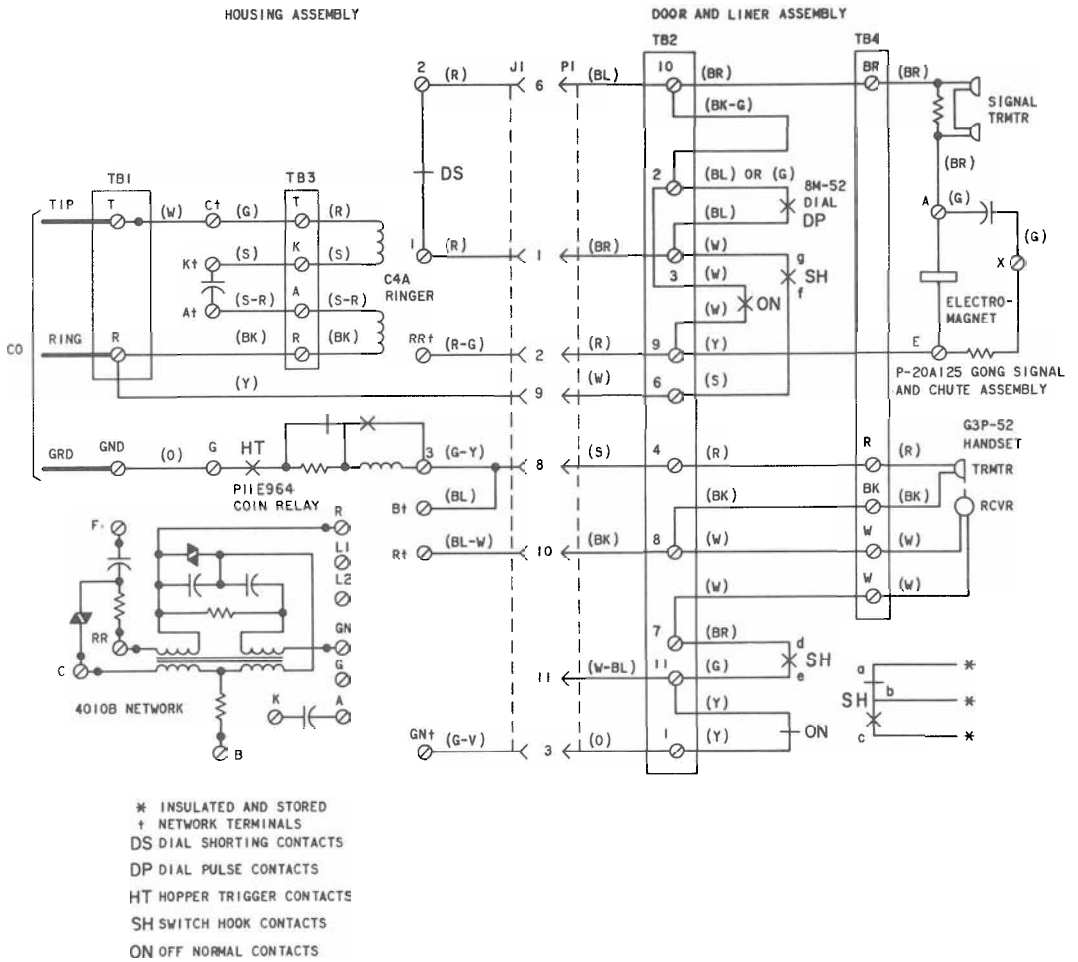 HOUSING ASSEMBLY
DOOR AND LINER ASSEMBLY
TB2
TB4
2
(R)
J1
6
P1
(BL)
10
(BR)
BR
(BR)
SIGNAL
TRMTR
(BK-G)
(BR)
DS
2
(BL) OR (G)
8M-52
DIAL
DP
(BL)
A
(G)
(G)
X
TB1
TB3
TIP
T
(W)
C†
(G)
T
(R)
K†
(S)
K
(S)
1
(R)
1
(BR)
3
(W)
g
SH
f
C4A
RINGER
A†
(S-R)
A
(S-R)
(W)
ON
(W)
ELECTRO-
MAGNET
CO
RING
R
(BK)
R
(BK)
RR†
(R-G)
2
(R)
9
(Y)
E
P-20A125 GONG SIGNAL
AND CHUTE ASSEMBLY
(Y)
9
(W)
6
(S)
G3P-52
HANDSET
GRD
GND
(O)
G
HT
3
(G-Y)
8
(S)
4
(R)
R
(R)
TRMTR
P11E964
COIN RELAY
B†
(BL)
(BK)
BK
(BK)
RCVR
F
R
R†
(BL-W)
10
(BK)
8
(W)
W
(W)
L1
L2
(W)
W
(W)
RR
GN
7
(BR)
d
SH
e
C
G
11
(W-BL)
11
(G)
a
b
SH
c
*
*
*
4010B NETWORK
K
A
(Y)
B
GN†
(G-V)
3
(O)
1
(Y)
ON
* INSULATED AND STORED
† NETWORK TERMINALS
DS DIAL SHORTING CONTACTS
DP DIAL PULSE CONTACTS
HT HOPPER TRIGGER CONTACTS
SH SWITCH HOOK CONTACTS
ON OFF NORMAL CONTACTS